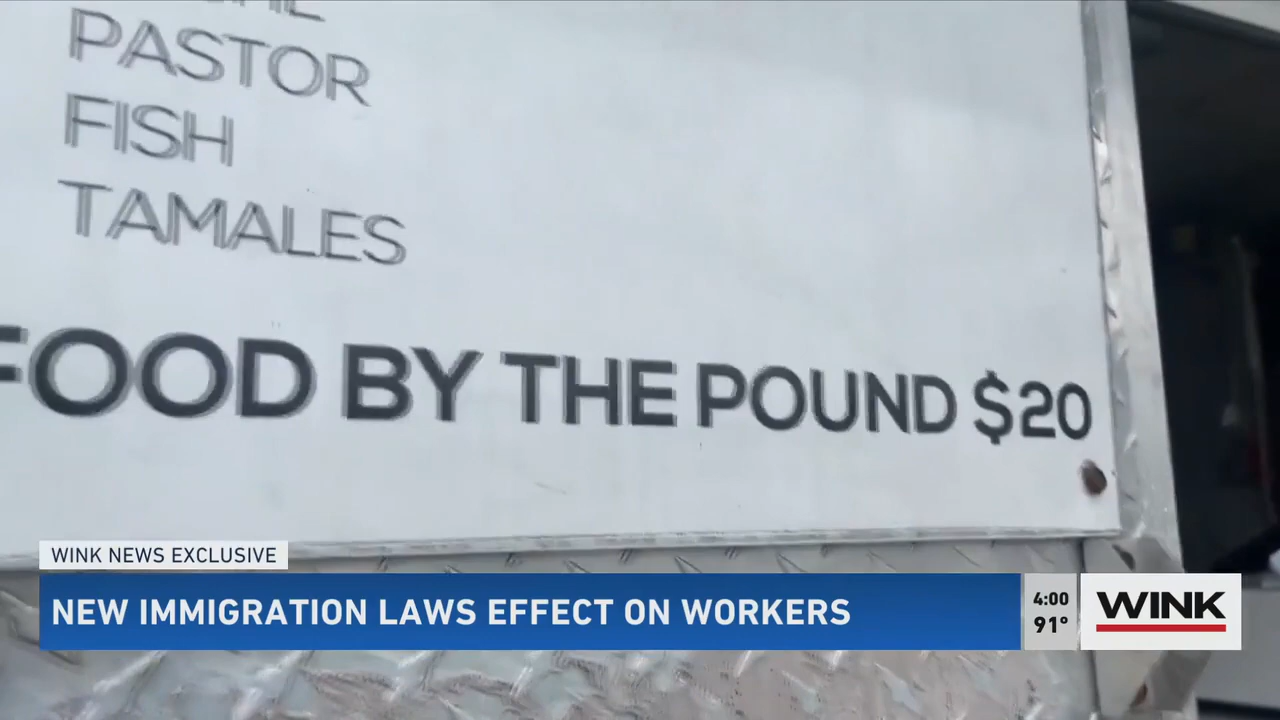 PASTOR
FISH
TAMALES
FOOD BY THE POUND $20
WINK NEWS EXCLUSIVE
NEW IMMIGRATION LAWS EFFECT ON WORKERS
4:00
91°
WINK